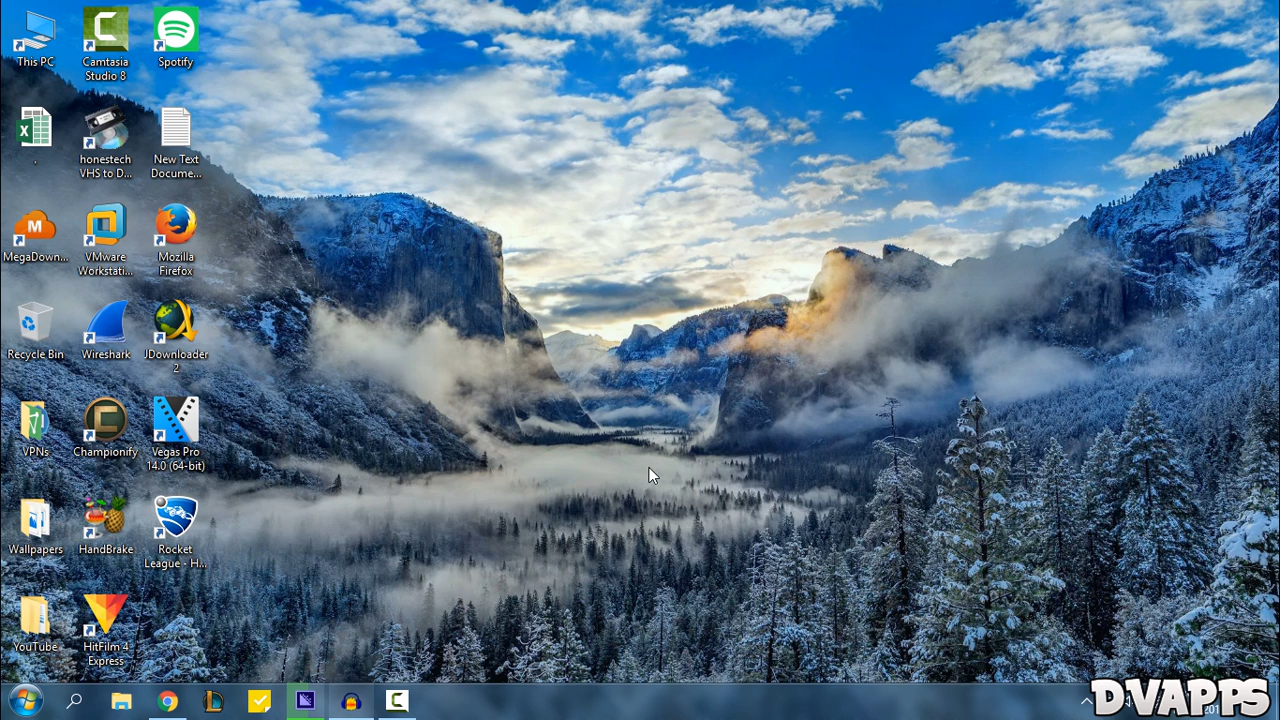 This PC
Camtasia
Studio 8
Spotify
.
honestech
VHS to D...
New Text
Docume...
MegaDown...
VMware
Workstati...
Mozilla
Firefox
Recycle Bin
Wireshark
JDownloader
2
VPNs
Championify
Vegas Pro
14.0 (64-bit)
Wallpapers
HandBrake
Rocket
League - H...
YouTube
HitFilm 4
Express
DVAPPS